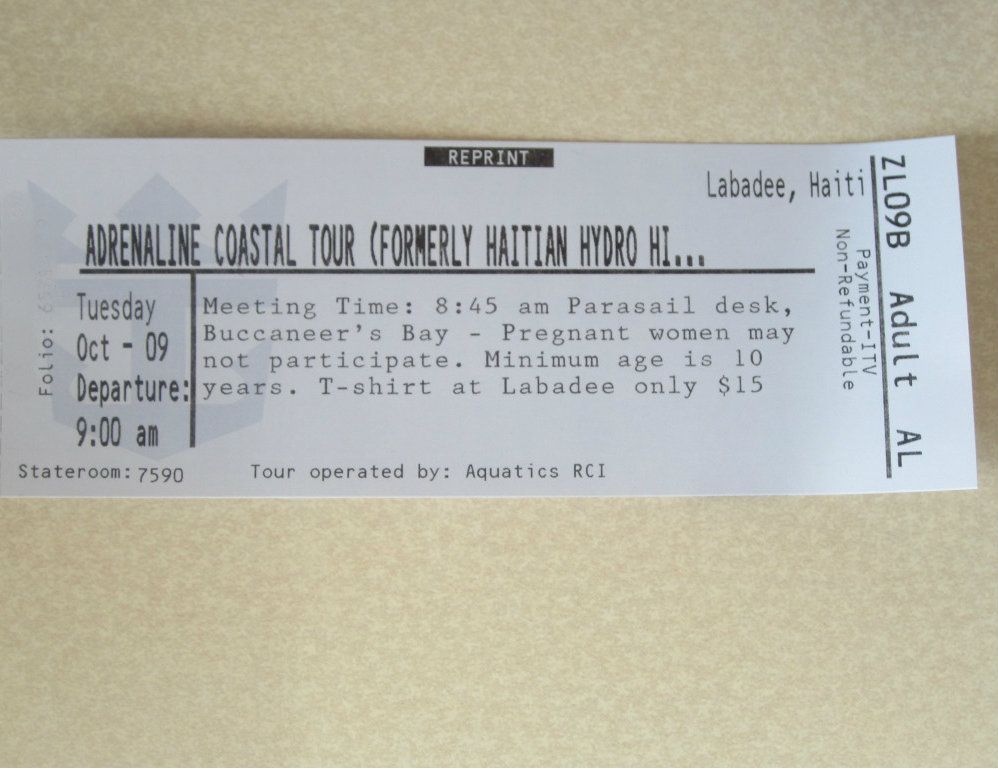 REPRINT
Labadee, Haiti
ADRENALINE COASTAL TOUR (FORMERLY HAITIAN HYDRO HI...
Tuesday
Oct - 09
Departure:
9:00 am
Meeting Time: 8:45 am Parasail desk,
Buccaneer's Bay - Pregnant women may
not participate. Minimum age is 10
years. T-shirt at Labadee only $15
Folio:
Stateroom: 7590
Tour operated by: Aquatics RCI
ZL09B Adult AL
Payment-ITV
Non-Refundable